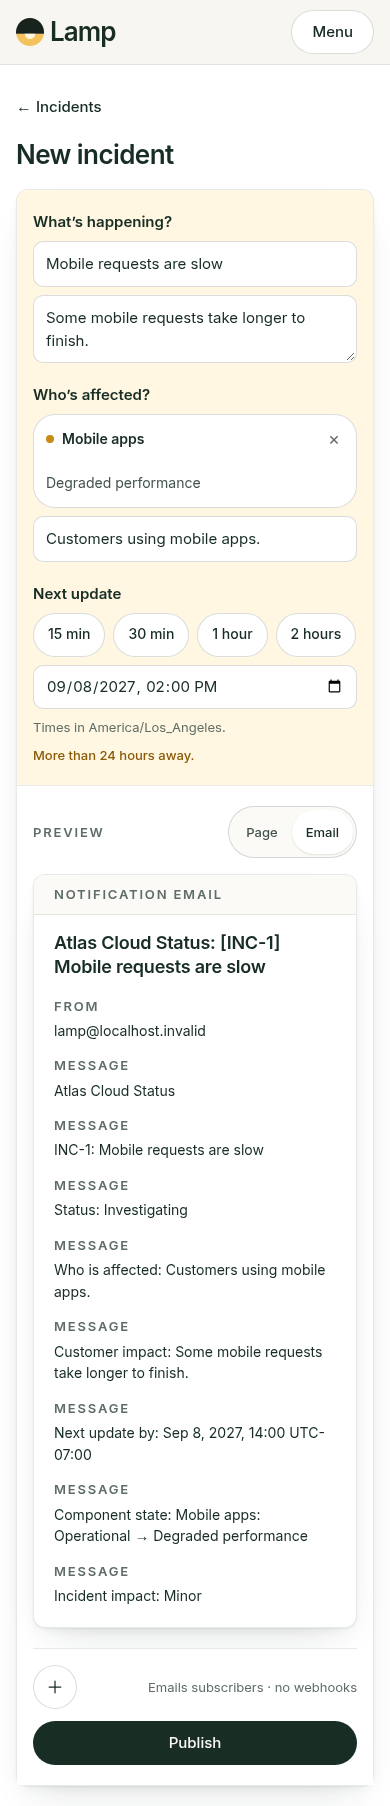 Lamp
Menu
← Incidents
New incident
What’s happening?
Mobile requests are slow
Some mobile requests take longer to
finish.
Who’s affected?
Mobile apps ×
Degraded performance
Customers using mobile apps.
Next update
15 min 30 min 1 hour 2 hours
09/08/2027, 02:00 PM
Times in America/Los_Angeles.
More than 24 hours away.
PREVIEW Page Email
NOTIFICATION EMAIL
Atlas Cloud Status: [INC-1]
Mobile requests are slow
FROM
lamp@localhost.invalid
MESSAGE
Atlas Cloud Status
MESSAGE
INC-1: Mobile requests are slow
MESSAGE
Status: Investigating
MESSAGE
Who is affected: Customers using mobile
apps.
MESSAGE
Customer impact: Some mobile requests
take longer to finish.
MESSAGE
Next update by: Sep 8, 2027, 14:00 UTC-
07:00
MESSAGE
Component state: Mobile apps:
Operational → Degraded performance
MESSAGE
Incident impact: Minor
+ Emails subscribers · no webhooks
Publish